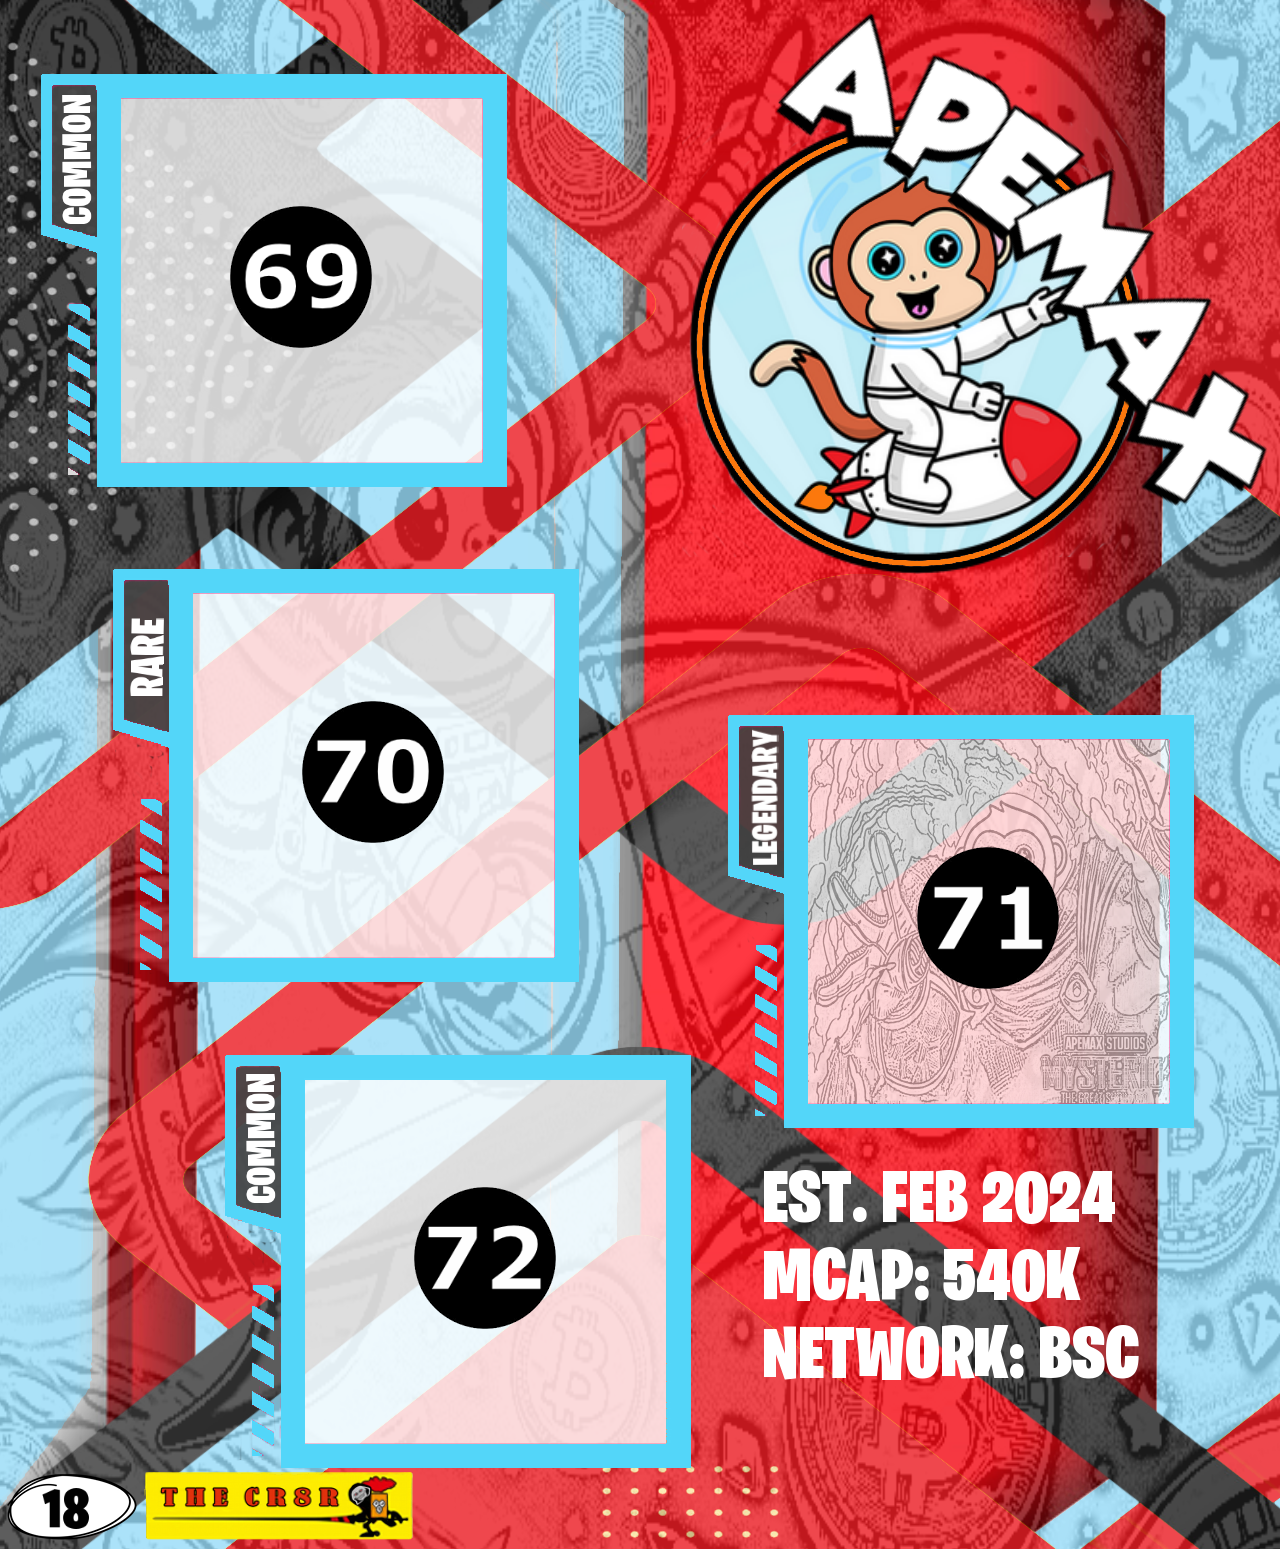 APEMAX
COMMON
69
RARE
70
LEGENDARY
71
APEMAX STUDIOS
COMMON
72
EST. FEB 2024
MCAP: 540K
NETWORK: BSC
18
THE CR8R